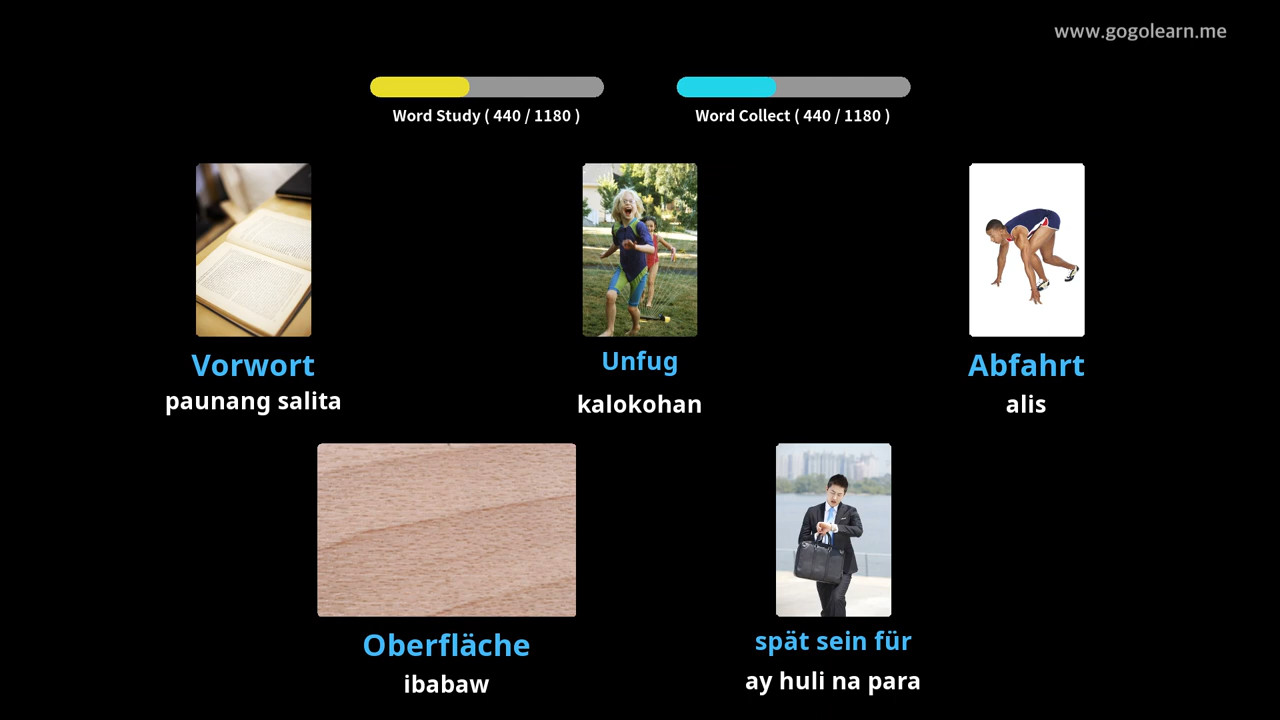 www.gogolearn.me
Word Study ( 440 / 1180 )
Word Collect ( 440 / 1180 )
Vorwort
paunang salita
Unfug
kalokohan
Abfahrt
alis
Oberfläche
ibabaw
spät sein für
ay huli na para